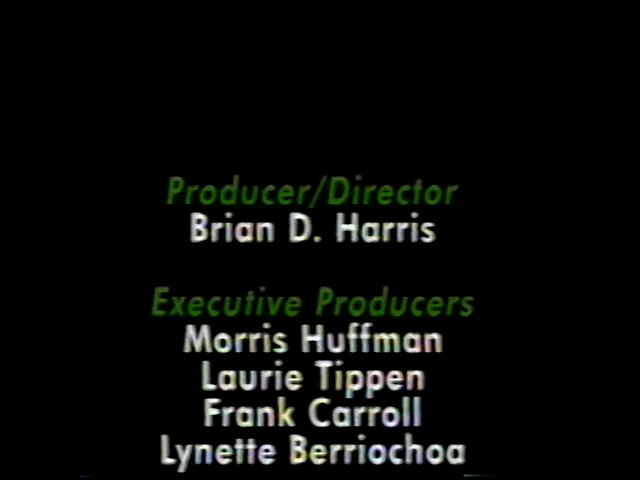 Producer/Director
Brian D. Harris
Executive Producers
Morris Huffman
Laurie Tippen
Frank Carroll
Lynette Berriochoa